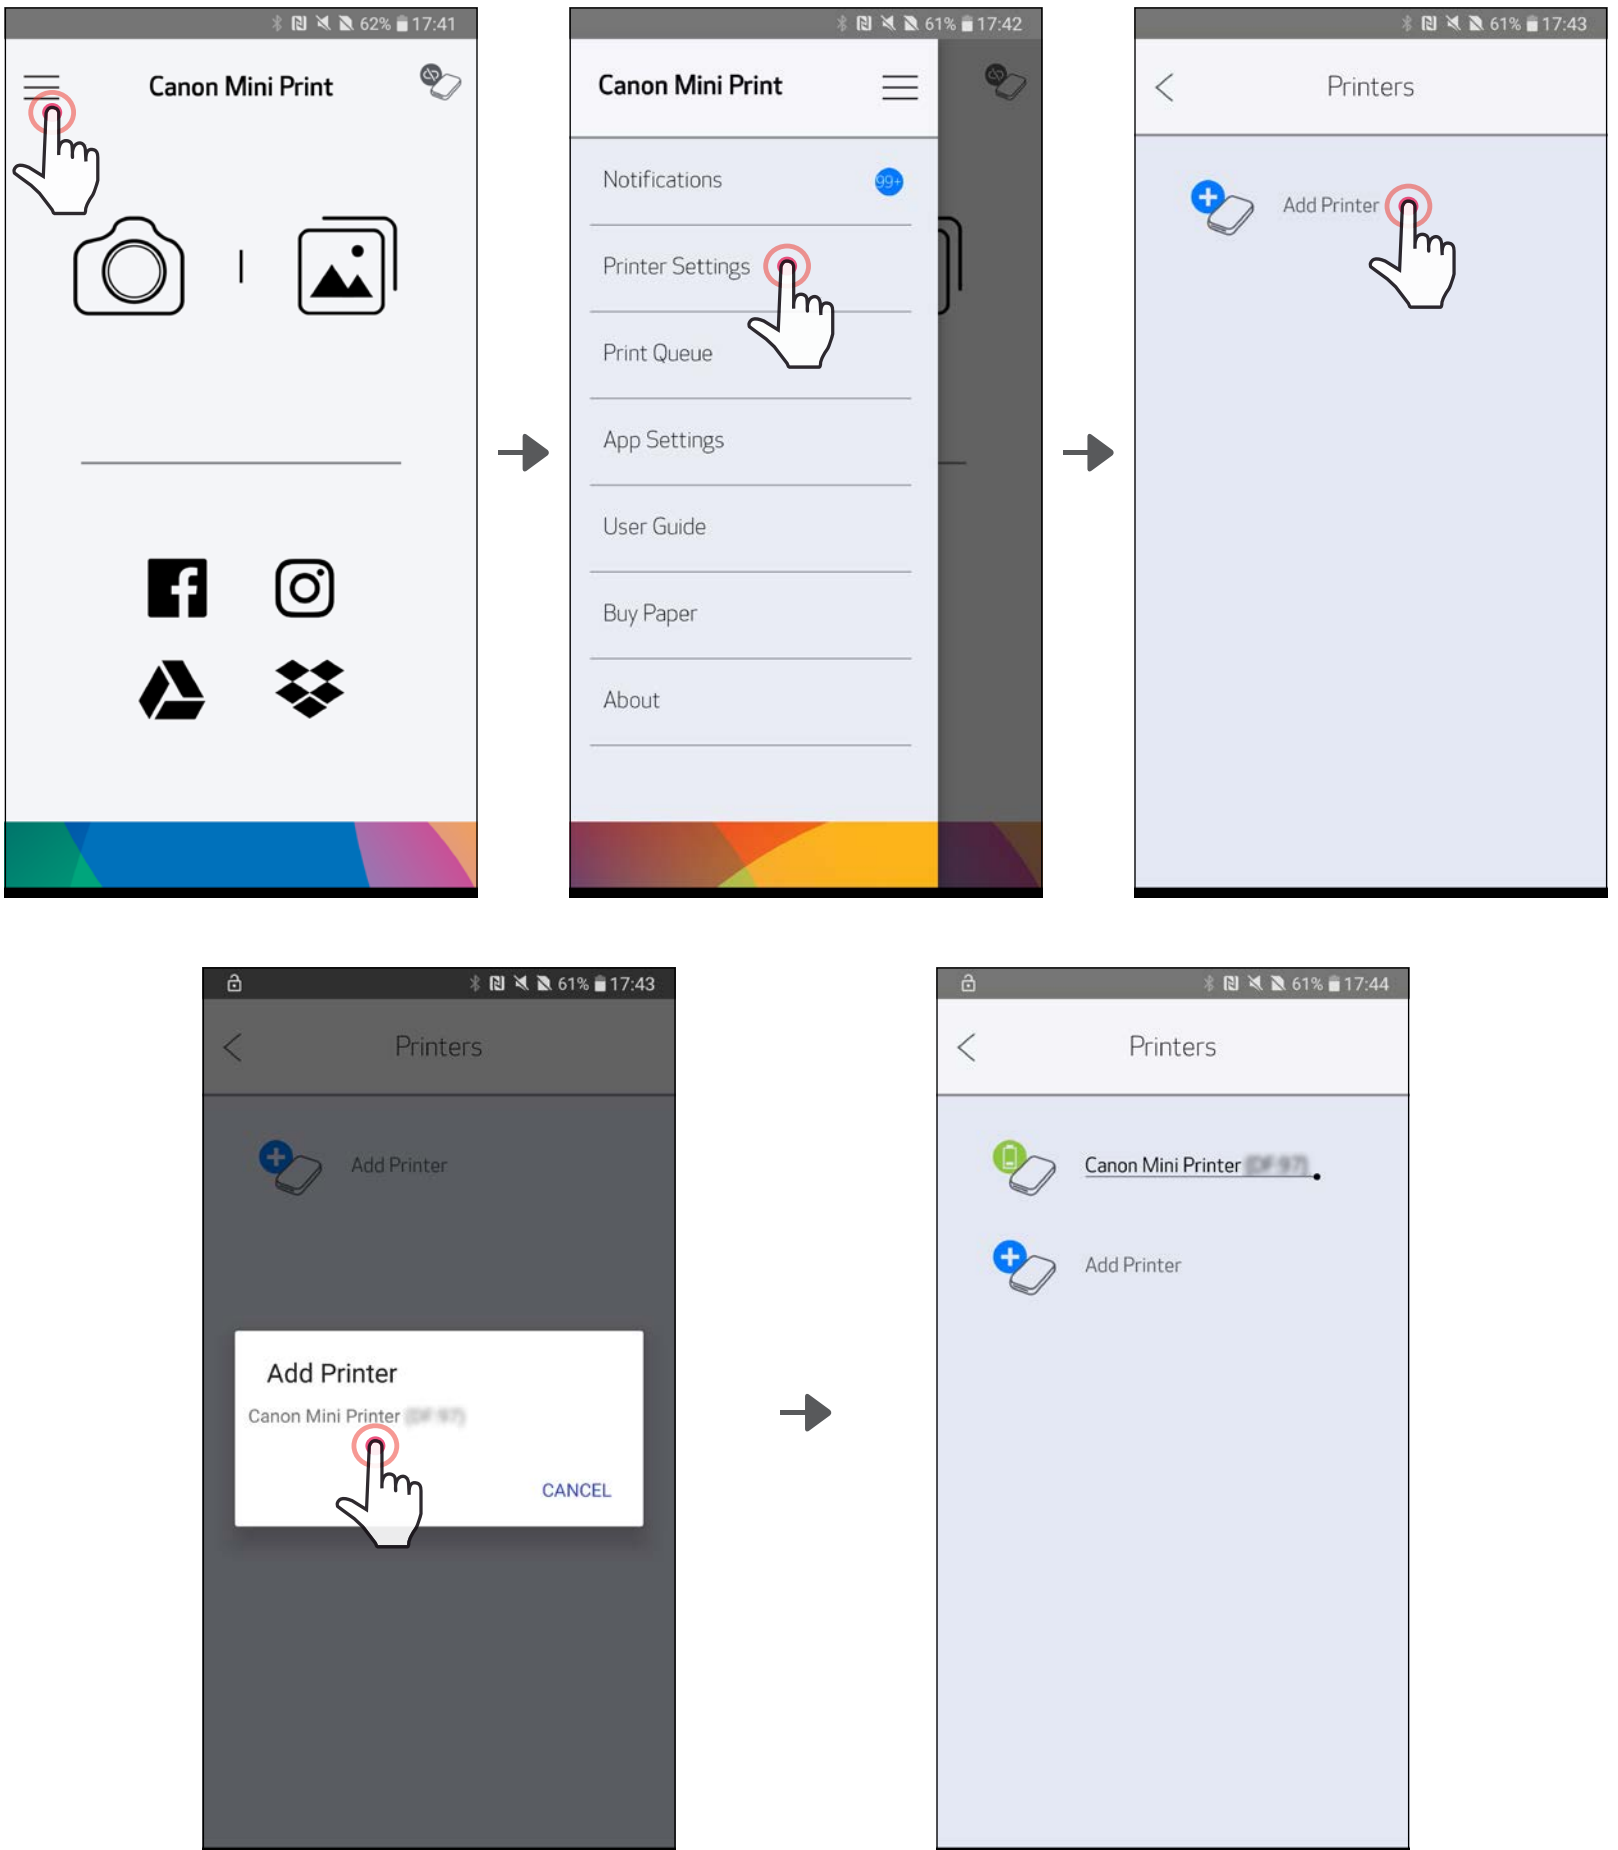 62% 17:41
Canon Mini Print
61% 17:42
Canon Mini Print
Notifications
99+
Printer Settings
Print Queue
App Settings
User Guide
Buy Paper
About
61% 17:43
Printers
Add Printer
61% 17:43
Printers
Add Printer
Add Printer
Canon Mini Printer
CANCEL
61% 17:44
Printers
Canon Mini Printer
Add Printer